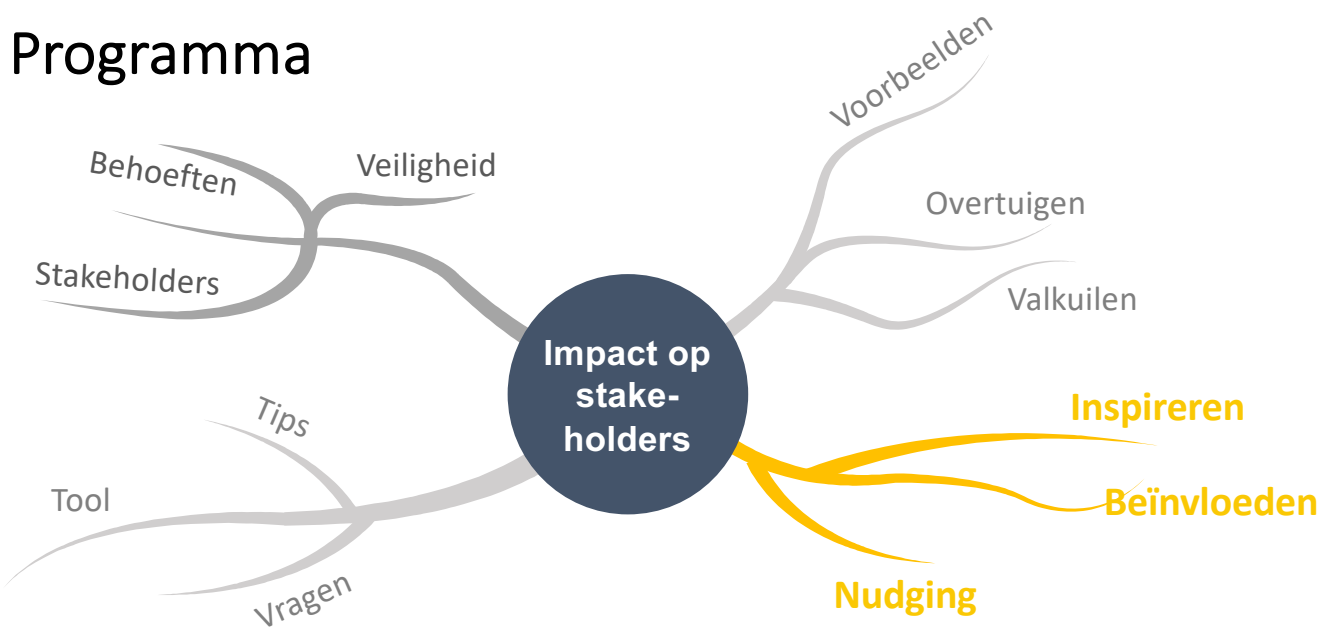 Programma
Voorbeelden
Behoeften
Veiligheid
Overtuigen
Stakeholders
Valkuilen
Impact op
stake-
holders
Tips
Inspireren
Tool
Beïnvloeden
Vragen
Nudging